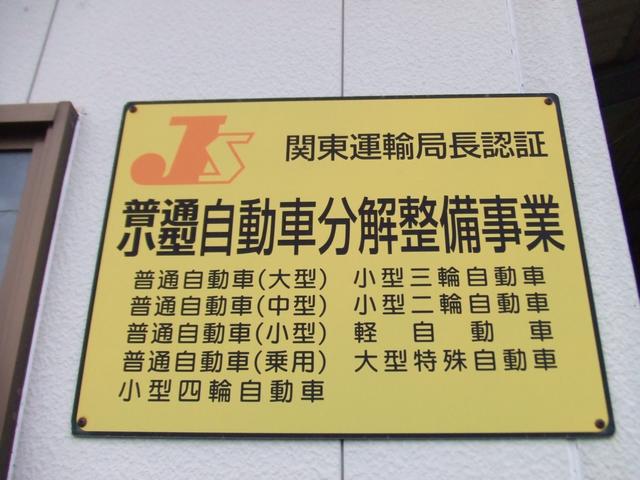 JS 関東運輸局長認証
普通小型自動車分解整備事業
普通自動車(大型) 小型三輪自動車
普通自動車(中型) 小型二輪自動車
普通自動車(小型) 軽自動車
普通自動車(乗用) 大型特殊自動車
小型四輪自動車